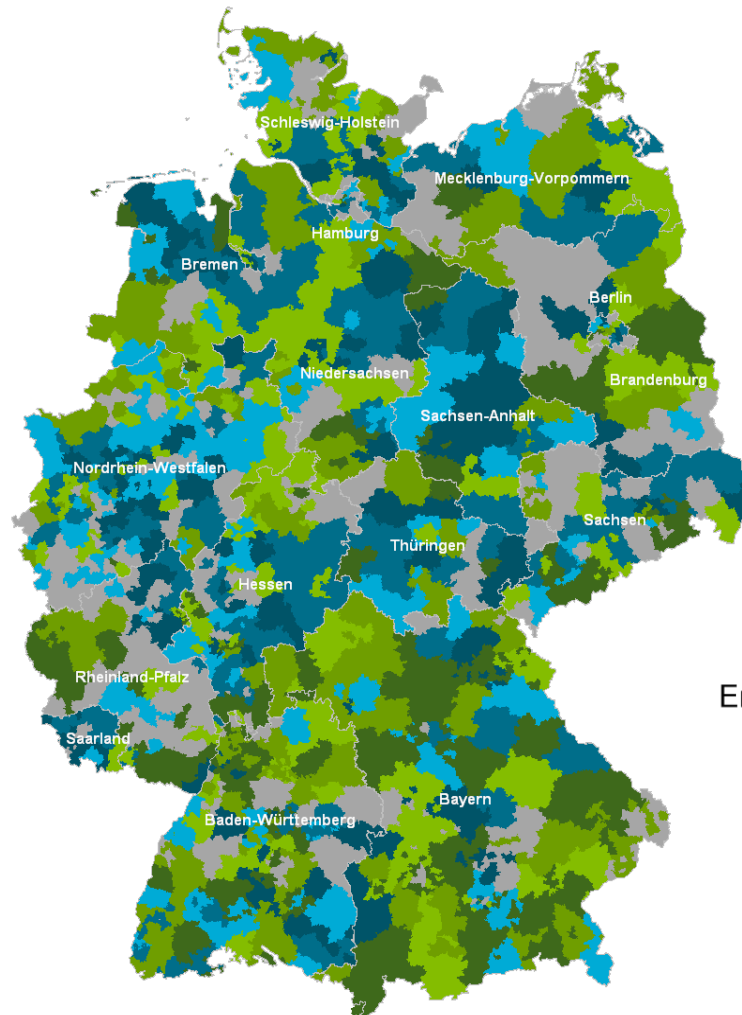 Schleswig-Holstein
Mecklenburg-Vorpommern
Hamburg
Bremen
Berlin
Niedersachsen
Brandenburg
Sachsen-Anhalt
Nordrhein-Westfalen
Sachsen
Thüringen
Hessen
Rheinland-Pfalz
En
Saarland
Bayern
Baden-Württemberg